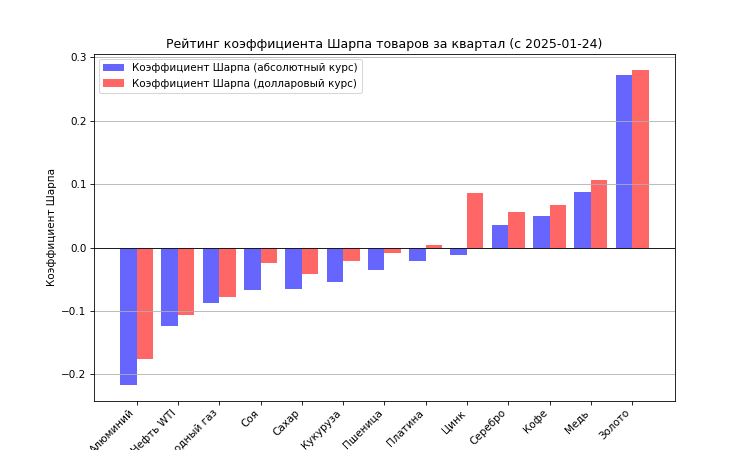 Рейтинг коэффициента Шарпа товаров за квартал (с 2025-01-24)
Коэффициент Шарпа (абсолютный курс)
Коэффициент Шарпа (долларовый курс)
Коэффициент Шарпа
0.3
0.2
0.1
0.0
−0.1
−0.2
Алюминий
Нефть WTI
одный газ
Соя
Сахар
Кукуруза
Пшеница
Платина
Цинк
Серебро
Кофе
Медь
Золото